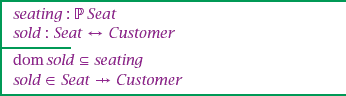 seating : ℙ Seat
sold : Seat ↔ Customer
dom sold ⊆ seating
sold ∈ Seat ⇸ Customer